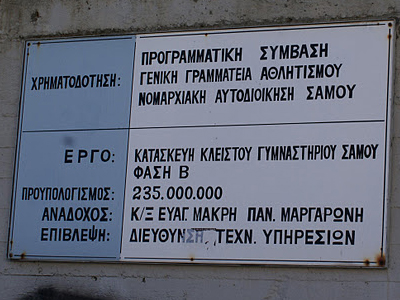 ΠΡΟΓΡΑΜΜΑΤΙΚΗ ΣΥΜΒΑΣΗ
ΧΡΗΜΑΤΟΔΟΤΗΣΗ: ΓΕΝΙΚΗ ΓΡΑΜΜΑΤΕΙΑ ΑΘΛΗΤΙΣΜΟΥ
ΝΟΜΑΡΧΙΑΚΗ ΑΥΤΟΔΙΟΙΚΗΣΗ ΣΑΜΟΥ
ΕΡΓΟ: ΚΑΤΑΣΚΕΥΗ ΚΛΕΙΣΤΟΥ ΓΥΜΝΑΣΤΗΡΙΟΥ ΣΑΜΟΥ
ΦΑΣΗ Β
ΠΡΟΥΠΟΛΟΓΙΣΜΟΣ: 235.000.000
ΑΝΑΔΟΧΟΣ: Κ/Ξ ΕΥΑΓ. ΜΑΚΡΗ ΠΑΝ. ΜΑΡΓΑΡΩΝΗ
ΕΠΙΒΛΕΨΗ: ΔΙΕΥΘΥΝΣΗ ΤΕΧΝ. ΥΠΗΡΕΣΙΩΝ